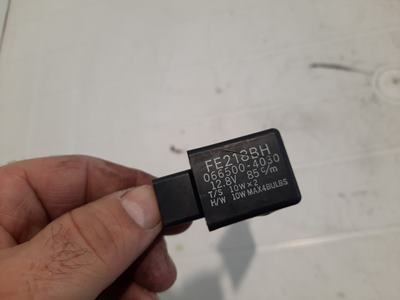 FE218BH
066500-4030
12.8V 85c/m
T/S 10W×2
H/W 10W MAX4BULBS